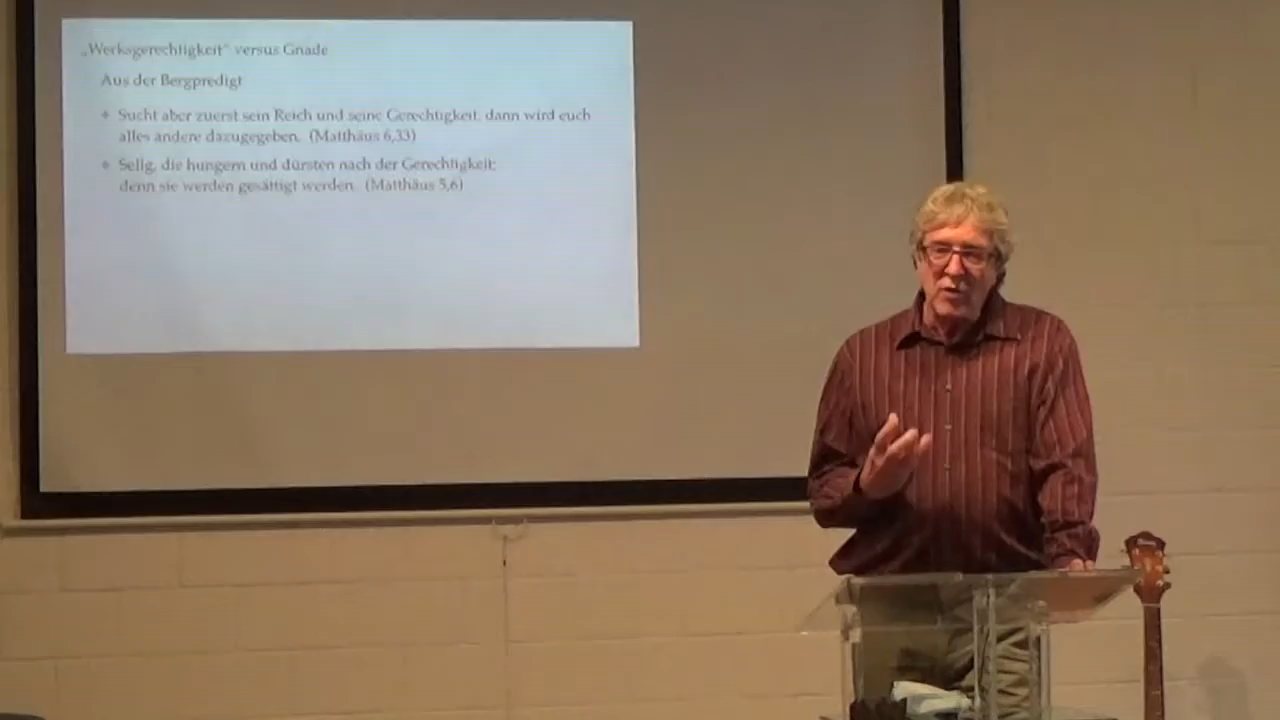 „Werksgerechtigkeit“ versus Gnade
Aus der Bergpredigt
Sucht aber zuerst sein Reich und seine Gerechtigkeit, dann wird euch
alles andere dazugegeben. (Matthäus 6,33)
Selig, die hungern und dürsten nach der Gerechtigkeit;
denn sie werden gesättigt werden. (Matthäus 5,6)